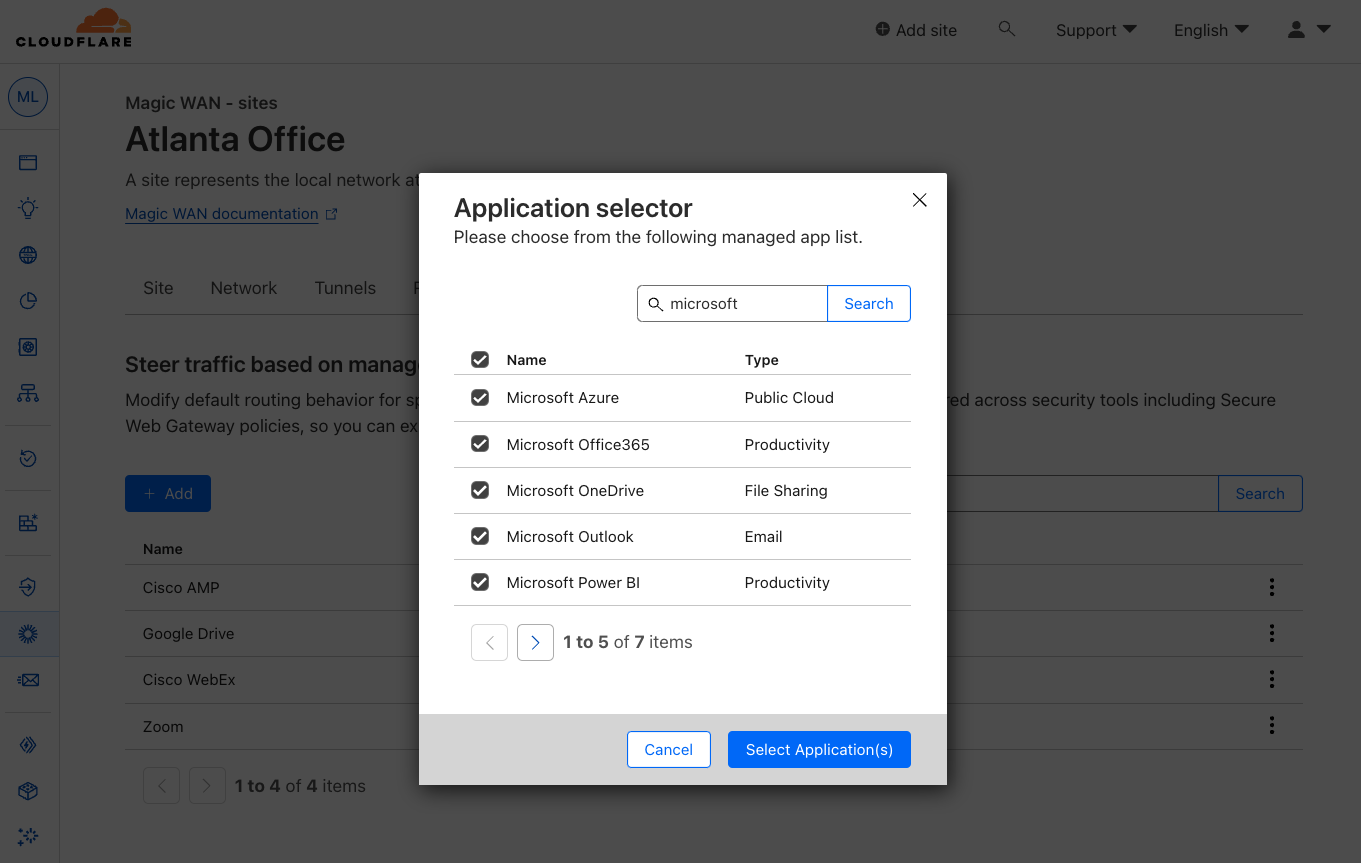 CLOUDFLARE
Add site
Support
English
ML
Magic WAN - sites
Atlanta Office
A site represents the local network at
Magic WAN documentation
Site Network Tunnels
Steer traffic based on manag
Modify default routing behavior for sp
red across security tools including Secure
Web Gateway policies, so you can ex
+ Add
Search
Name
Cisco AMP
Google Drive
Cisco WebEx
Zoom
1 to 4 of 4 items
Application selector
Please choose from the following managed app list.
microsoft Search
Name Type
Microsoft Azure Public Cloud
Microsoft Office365 Productivity
Microsoft OneDrive File Sharing
Microsoft Outlook Email
Microsoft Power BI Productivity
1 to 5 of 7 items
Cancel Select Application(s)